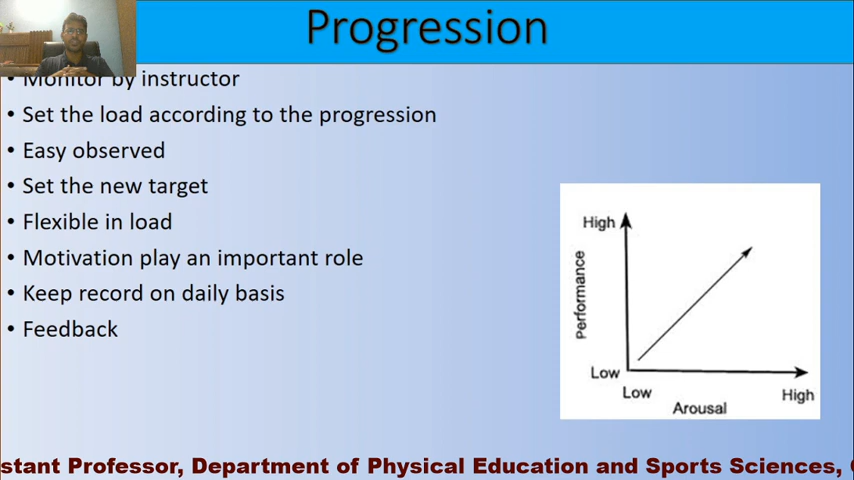 Progression
• Monitor by instructor
• Set the load according to the progression
• Easy observed
• Set the new target
• Flexible in load
• Motivation play an important role
• Keep record on daily basis
• Feedback
High
Performance
Low
Low
High
Arousal
stant Professor, Department of Physical Education and Sports Sciences,